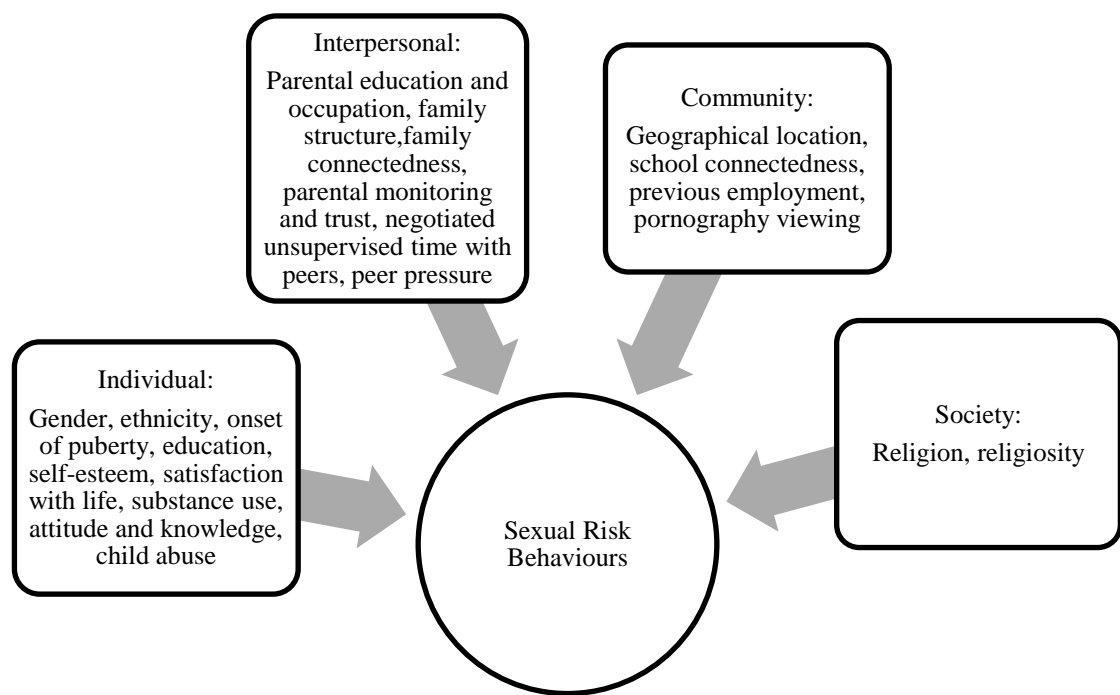 Interpersonal:
Parental education and
occupation, family
structure,family
connectedness,
parental monitoring
and trust, negotiated
unsupervised time with
peers, peer pressure
Community:
Geographical location,
school connectedness,
previous employment,
pornography viewing
Individual:
Gender, ethnicity, onset
of puberty, education,
self-esteem, satisfaction
with life, substance use,
attitude and knowledge,
child abuse
Society:
Religion, religiosity
Sexual Risk
Behaviours